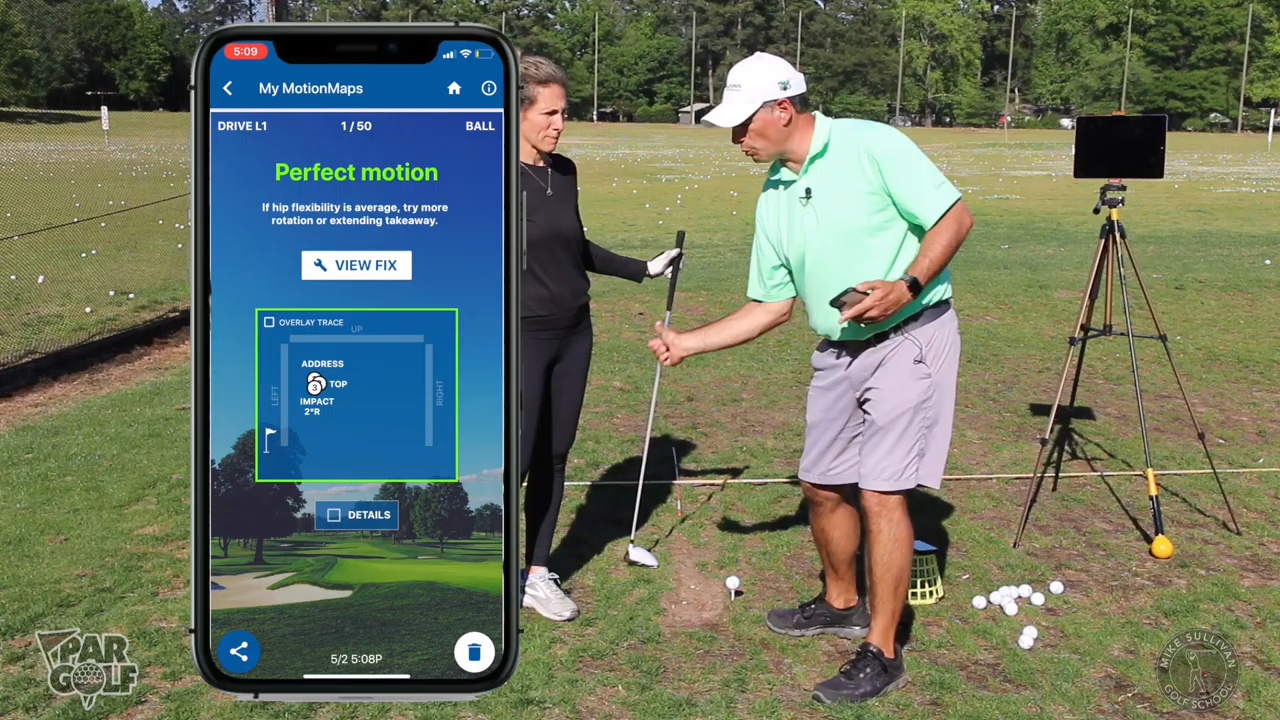 5:09
My MotionMaps
DRIVE L1 1 / 50 BALL
Perfect motion
If hip flexibility is average, try more
rotation or extending takeaway.
VIEW FIX
OVERLAY TRACE
UP
LEFT
RIGHT
ADDRESS
3 TOP
IMPACT
2°R
DETAILS
5/2 5:08P
PAR
GOLF
MIKE SULLIVAN
GOLF SCHOOL